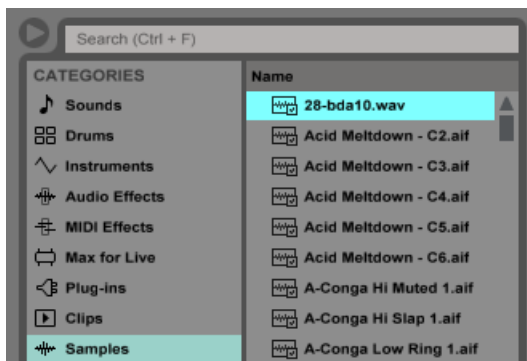 Search (Ctrl + F)
CATEGORIES
Sounds
Drums
Instruments
Audio Effects
MIDI Effects
Max for Live
Plug-ins
Clips
Samples
Name
28-bda10.wav
Acid Meltdown - C2.aif
Acid Meltdown - C3.aif
Acid Meltdown - C4.aif
Acid Meltdown - C5.aif
Acid Meltdown - C6.aif
A-Conga Hi Muted 1.aif
A-Conga Hi Slap 1.aif
A-Conga Low Ring 1.aif